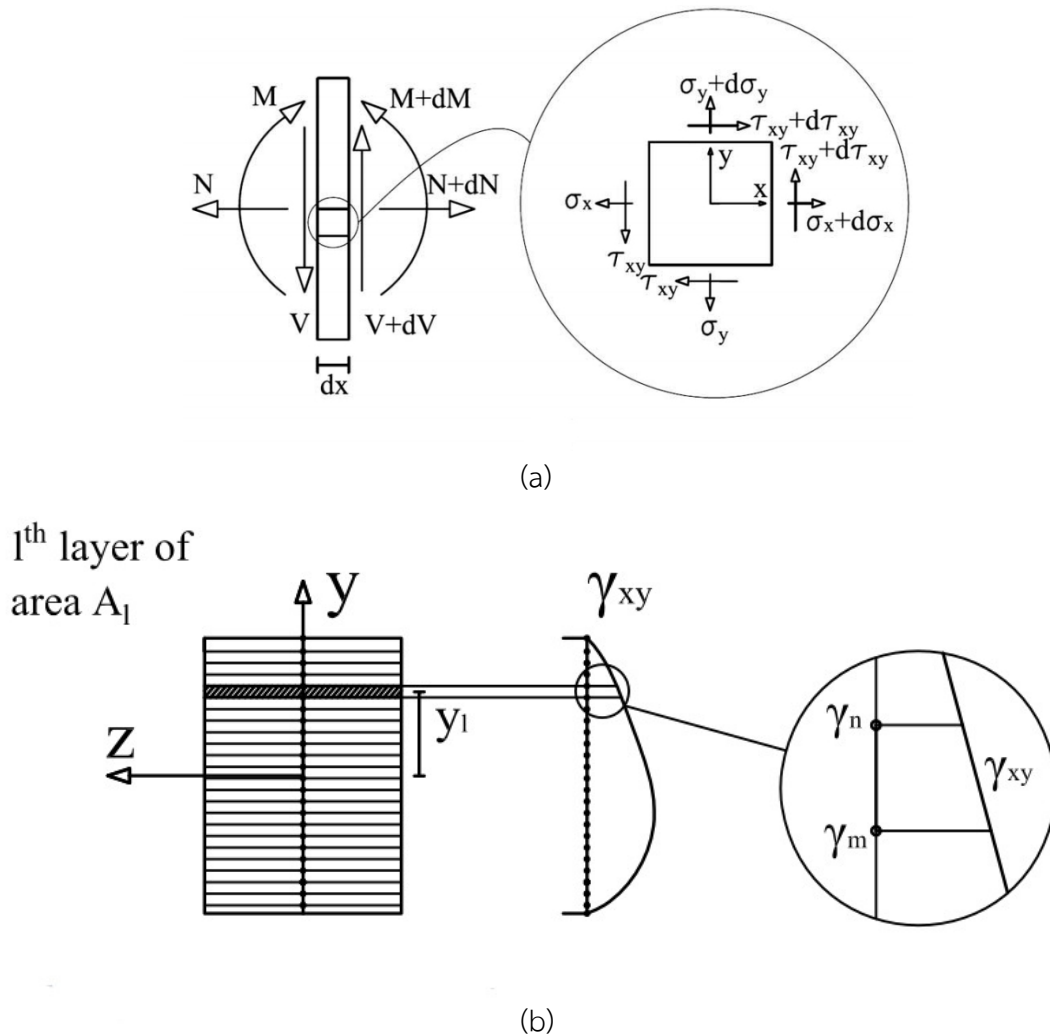 σy+dσy
M
M+dM
τxy+dτxy
τxy+dτxy
y
N
N+dN
x
σx
σx+dσx
τxy
τxy
V
V+dV
σy
dx
(a)
lth layer of
area Al
y
γxy
yl
z
γn
γxy
γm
(b)